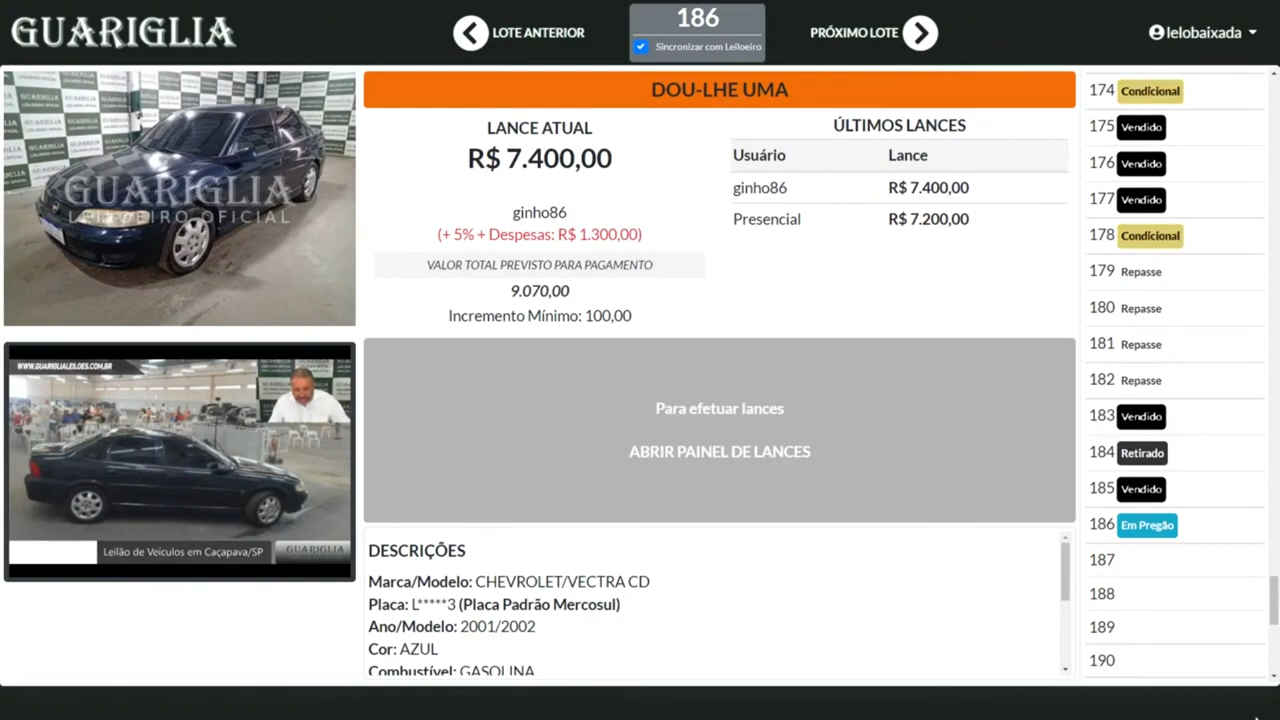 GUARIGLIA
LOTE ANTERIOR
186
Sincronizar com Leiloeiro
PRÓXIMO LOTE
lelobaixada
GUARIGLIA
LEILOEIRO OFICIAL
DOU-LHE UMA
LANCE ATUAL
R$ 7.400,00
ginho86
(+ 5% + Despesas: R$ 1.300,00)
VALOR TOTAL PREVISTO PARA PAGAMENTO
9.070,00
Incremento Mínimo: 100,00
ÚLTIMOS LANCES
Usuário Lance
ginho86 R$ 7.400,00
Presencial R$ 7.200,00
WWW.GUARIGLIALEILOES.COM.BR
Leilão de Veiculos em Caçapava/SP
GUARIGLIA
Para efetuar lances
ABRIR PAINEL DE LANCES
DESCRIÇÕES
Marca/Modelo: CHEVROLET/VECTRA CD
Placa: L*****3 (Placa Padrão Mercosul)
Ano/Modelo: 2001/2002
Cor: AZUL
Combustível: GASOLINA
174 Condicional
175 Vendido
176 Vendido
177 Vendido
178 Condicional
179 Repasse
180 Repasse
181 Repasse
182 Repasse
183 Vendido
184 Retirado
185 Vendido
186 Em Pregão
187
188
189
190